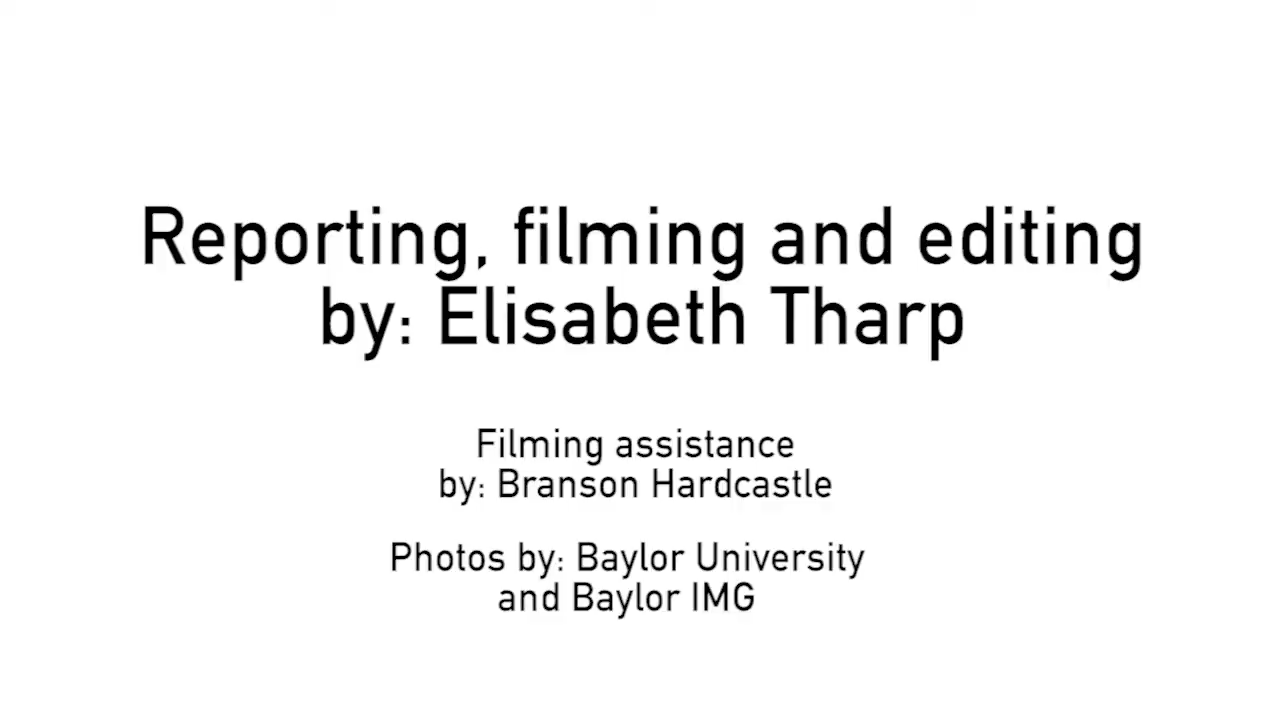 Reporting, filming and editing
by: Elisabeth Tharp
Filming assistance
by: Branson Hardcastle
Photos by: Baylor University
and Baylor IMG